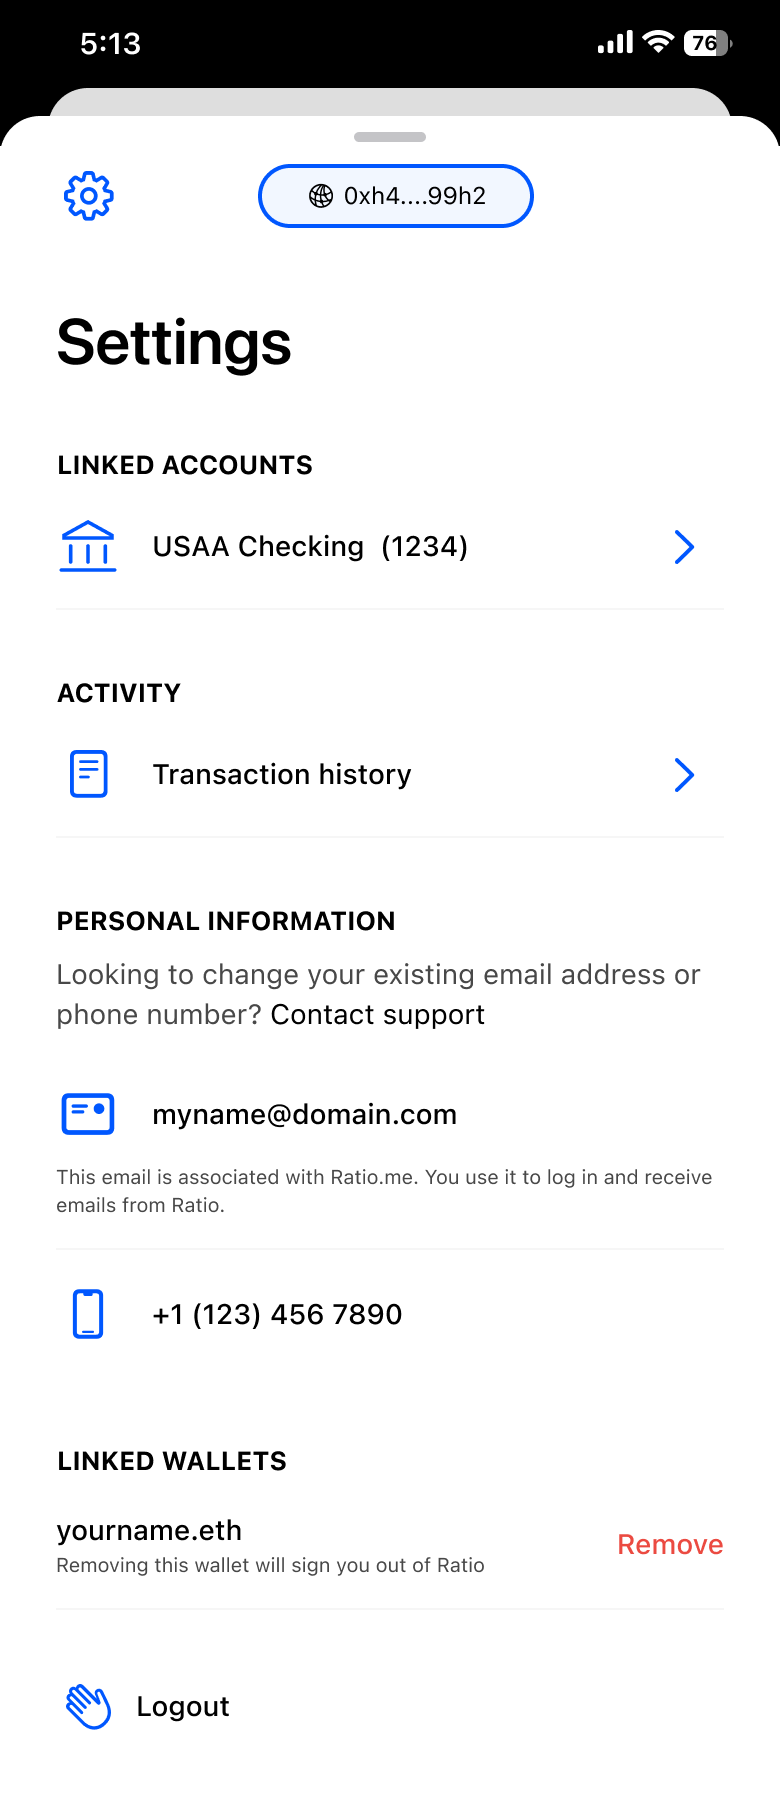 5:13
76
0xh4....99h2
Settings
LINKED ACCOUNTS
USAA Checking  (1234)
ACTIVITY
Transaction history
PERSONAL INFORMATION
Looking to change your existing email address or
phone number? Contact support
myname@domain.com
This email is associated with Ratio.me. You use it to log in and receive
emails from Ratio.
+1 (123) 456 7890
LINKED WALLETS
yourname.eth
Remove
Removing this wallet will sign you out of Ratio
Logout